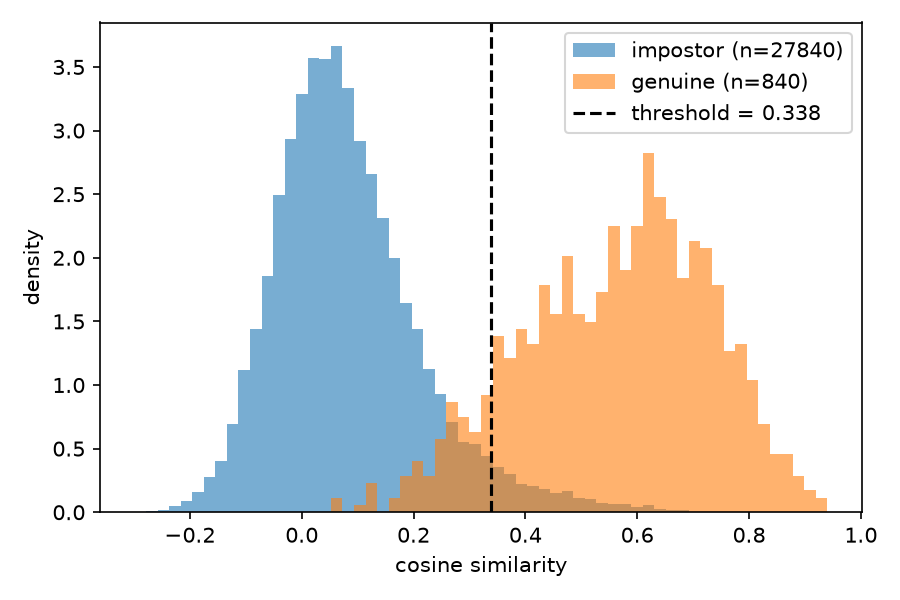 impostor (n=27840)
genuine (n=840)
threshold = 0.338
3.5
3.0
2.5
2.0
1.5
1.0
0.5
0.0
density
−0.2 0.0 0.2 0.4 0.6 0.8 1.0
cosine similarity